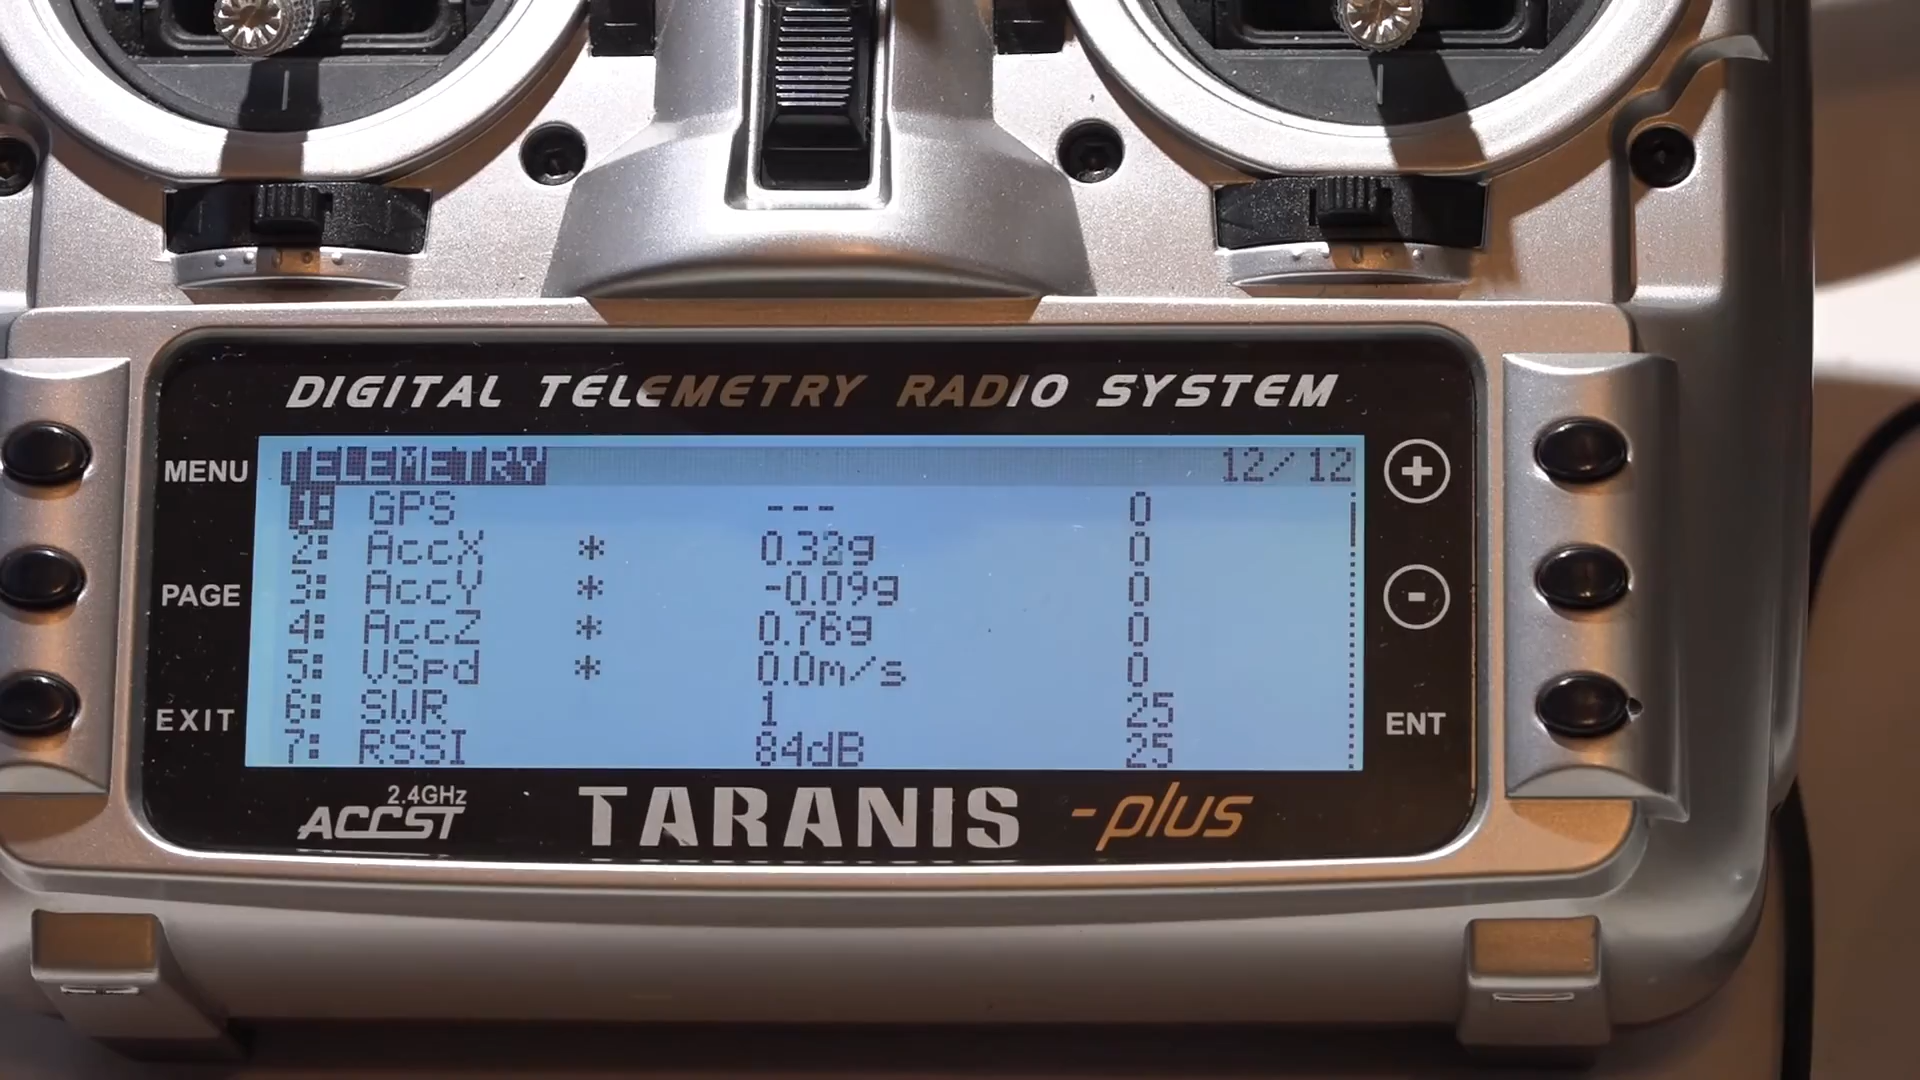 DIGITAL TELEMETRY RADIO SYSTEM
MENU
PAGE
EXIT
TELEMETRY 12/12
1: GPS --- 0
2: AccX * 0.32g 0
3: AccY * -0.09g 0
4: AccZ * 0.76g 0
5: VSpd * 0.0m/s 0
6: SWR 1 25
7: RSSI 84dB 25
+
-
ENT
2.4GHz
ACCST
TARANIS -plus